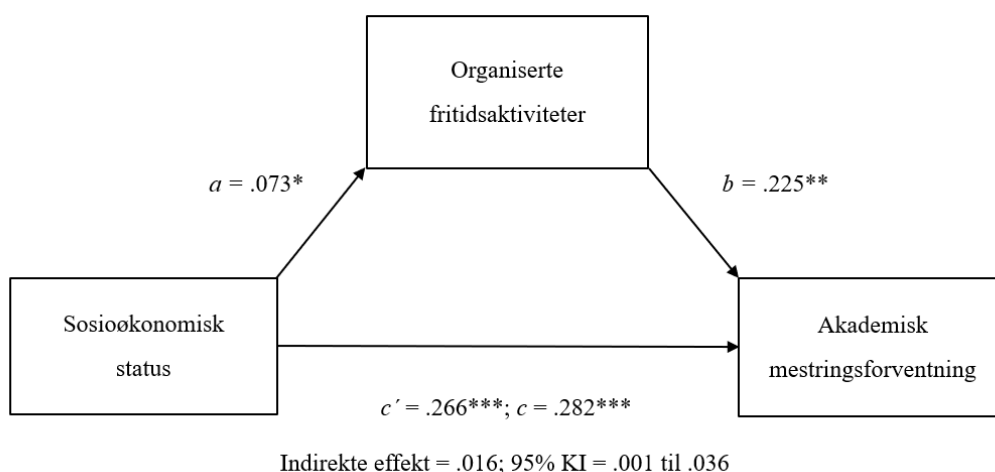 Organiserte
fritidsaktiviteter
a = .073*
b = .225**
Sosioøkonomisk
status
Akademisk
mestringsforventning
c´ = .266***; c = .282***
Indirekte effekt = .016; 95% KI = .001 til .036